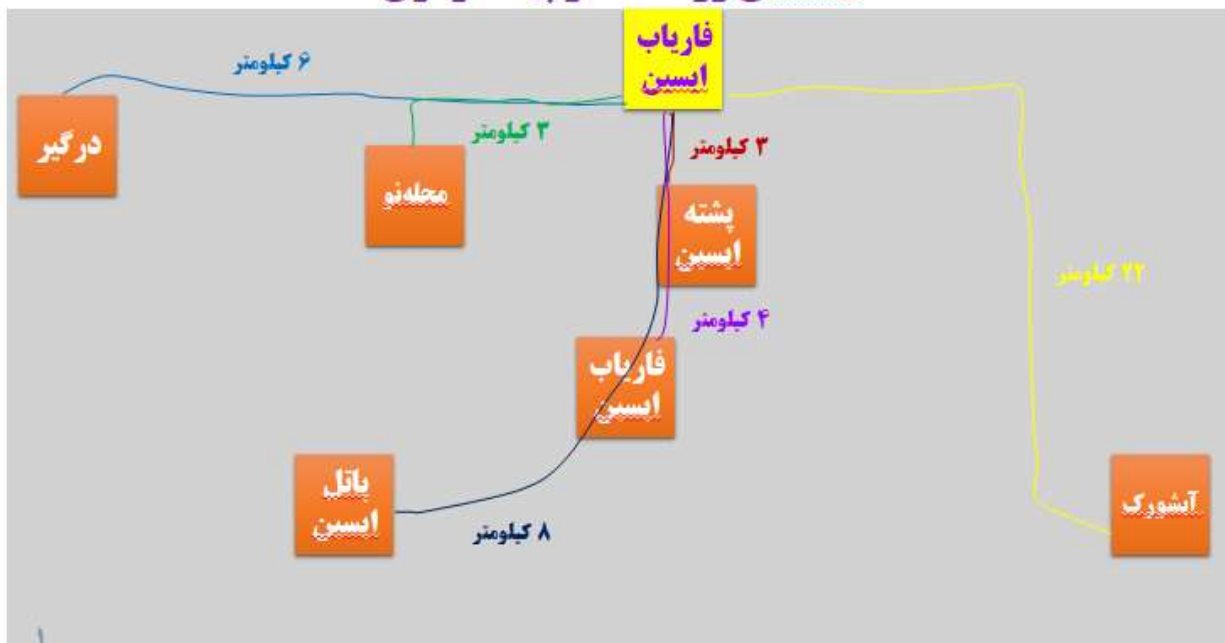 فاریاب
ایسین
۶ کیلومتر
۳ کیلومتر
۳ کیلومتر
درگیر
محله‌نو
پشته
ایسین
۲۲ کیلومتر
۴ کیلومتر
فاریاب
ایسین
پاتل
ایسین
آبشورک
۸ کیلومتر